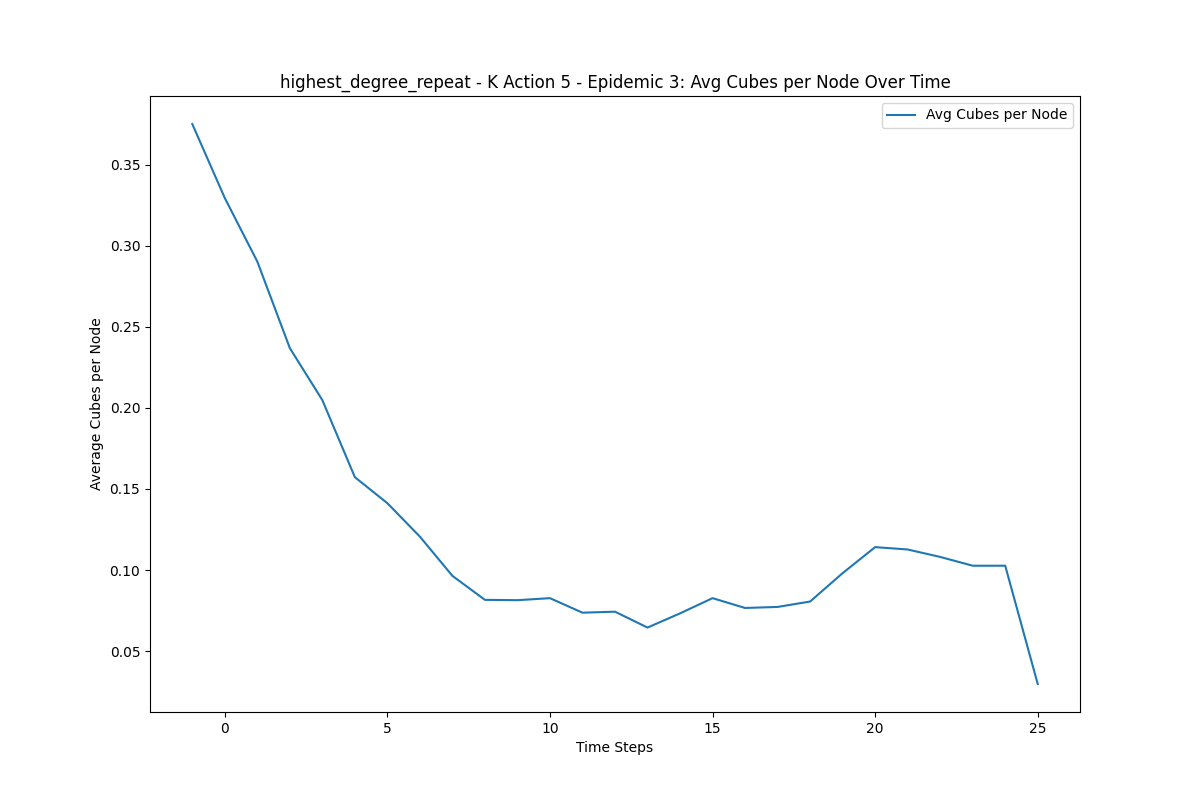 highest_degree_repeat - K Action 5 - Epidemic 3: Avg Cubes per Node Over Time
Avg Cubes per Node
Average Cubes per Node
0.35
0.30
0.25
0.20
0.15
0.10
0.05
0 5 10 15 20 25
Time Steps